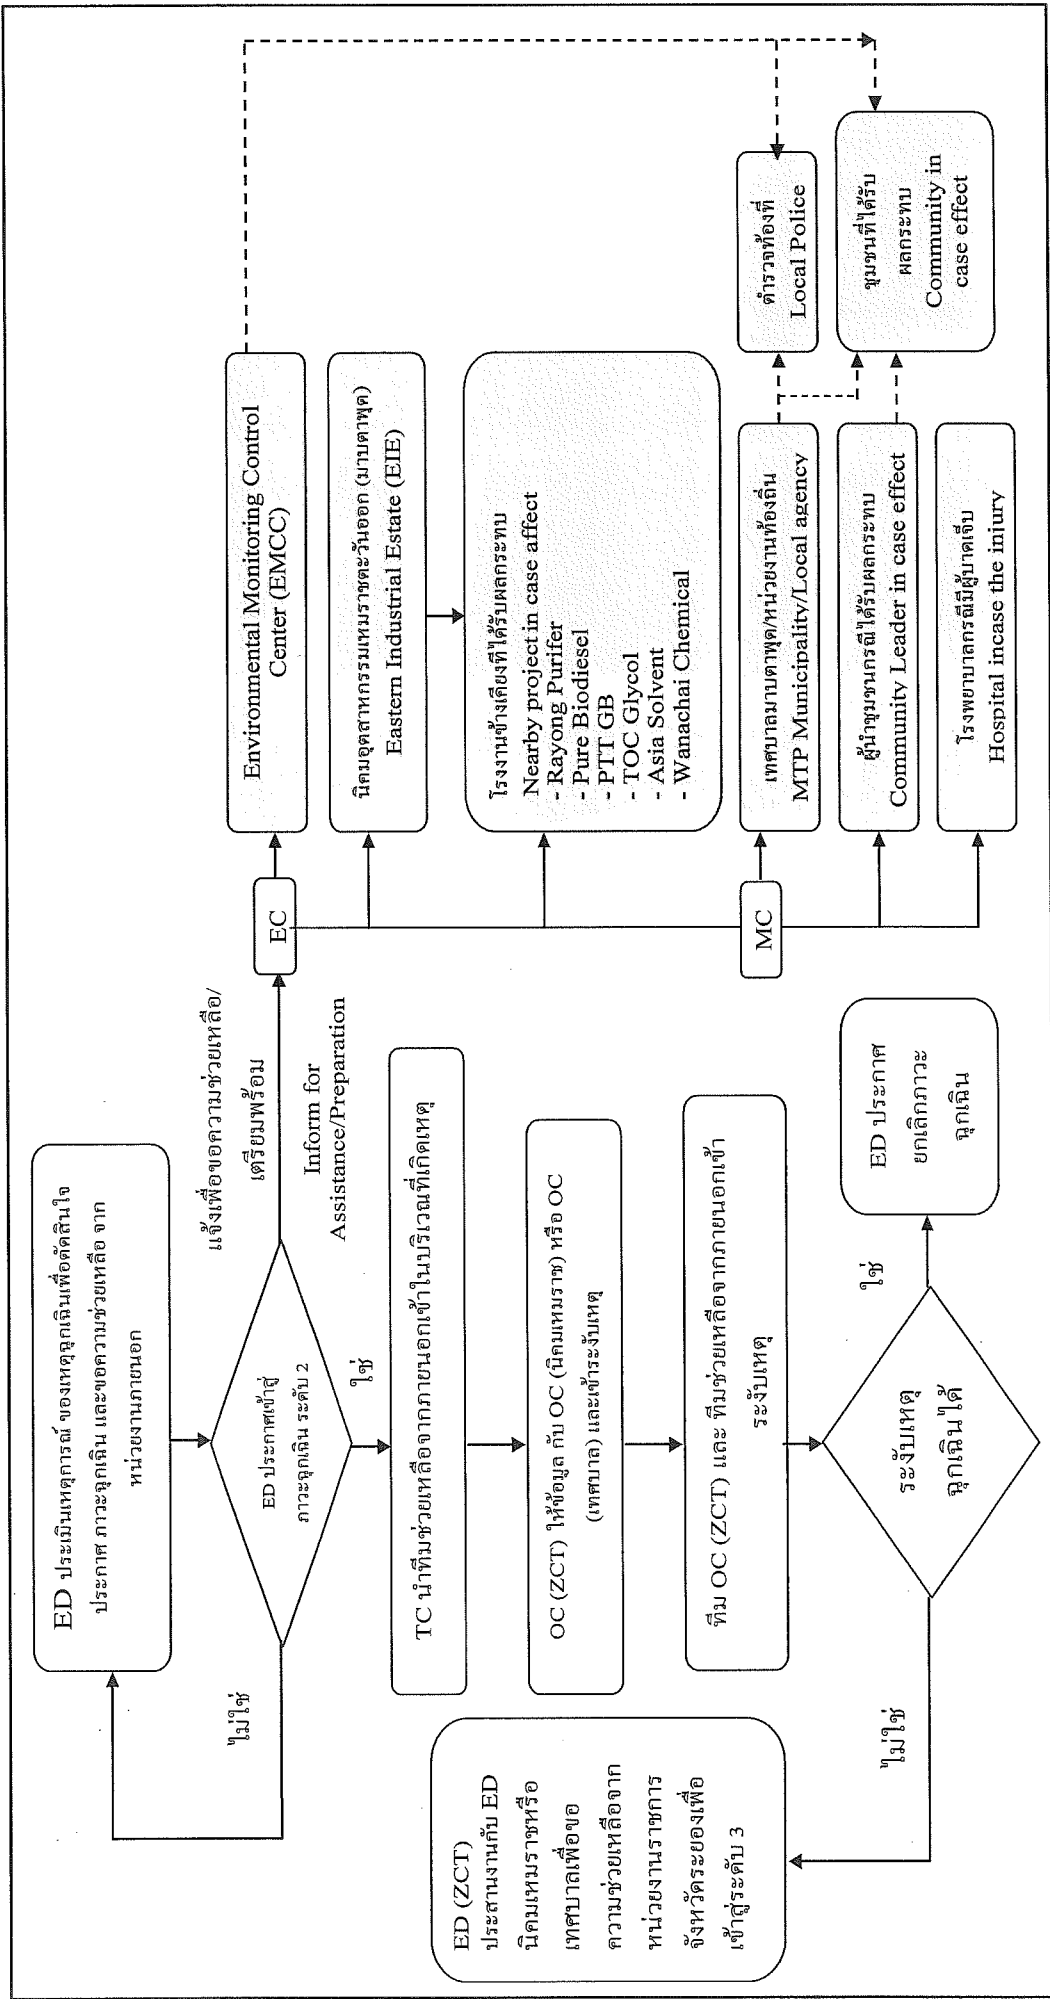 ED ประเมินเหตุการณ์ ของเหตุฉุกเฉินเพื่อตัดสินใจ
ประกาศ ภาวะฉุกเฉิน และขอความช่วยเหลือ จาก
หน่วยงานภายนอก
ED ประกาศเข้าสู่
ภาวะฉุกเฉิน ระดับ 2
ไม่ใช่
ใช่
แจ้งเพื่อขอความช่วยเหลือ/
เตรียมพร้อม
Inform for
Assistance/Preparation
TC นำทีมช่วยเหลือจากภายนอกเข้าในบริเวณที่เกิดเหตุ
OC (ZCT) ให้ข้อมูล กับ OC (นิคมเหมราช) หรือ OC
(เทศบาล) และเข้าระงับเหตุ
ทีม OC (ZCT) และ ทีมช่วยเหลือจากภายนอกเข้า
ระงับเหตุ
ระงับเหตุ
ฉุกเฉินได้
ใช่
ED ประกาศ
ยกเลิกภาวะ
ฉุกเฉิน
ไม่ใช่
ED (ZCT)
ประสานงานกับ ED
นิคมเหมราชหรือ
เทศบาลเพื่อขอ
ความช่วยเหลือจาก
หน่วยงานราชการ
จังหวัดระยองเพื่อ
เข้าสู่ระดับ 3
EC
MC
Enviromental Monitoring Control
Center (EMCC)
นิคมอุตสาหกรรมเหมราชตะวันออก (มาบตาพุด)
Eastern Industrial Estate (EIE)
โรงงานข้างเคียงที่ได้รับผลกระทบ
Nearby project in case affect
- Rayong Purifer
- Pure Biodiesel
- PTT GB
- TOC Glycol
- Asia Solvent
- Wanachai Chemical
เทศบาลมาบตาพุด/หน่วยงานท้องถิ่น
MTP Municipality/Local agency
ผู้นำชุมชนกรณีได้รับผลกระทบ
Community Leader in case effect
โรงพยาบาลกรณีมีผู้บาดเจ็บ
Hospital incase the injury
ตำรวจท้องที่
Local Police
ชุมชนที่ได้รับ
ผลกระทบ
Community in
case effect